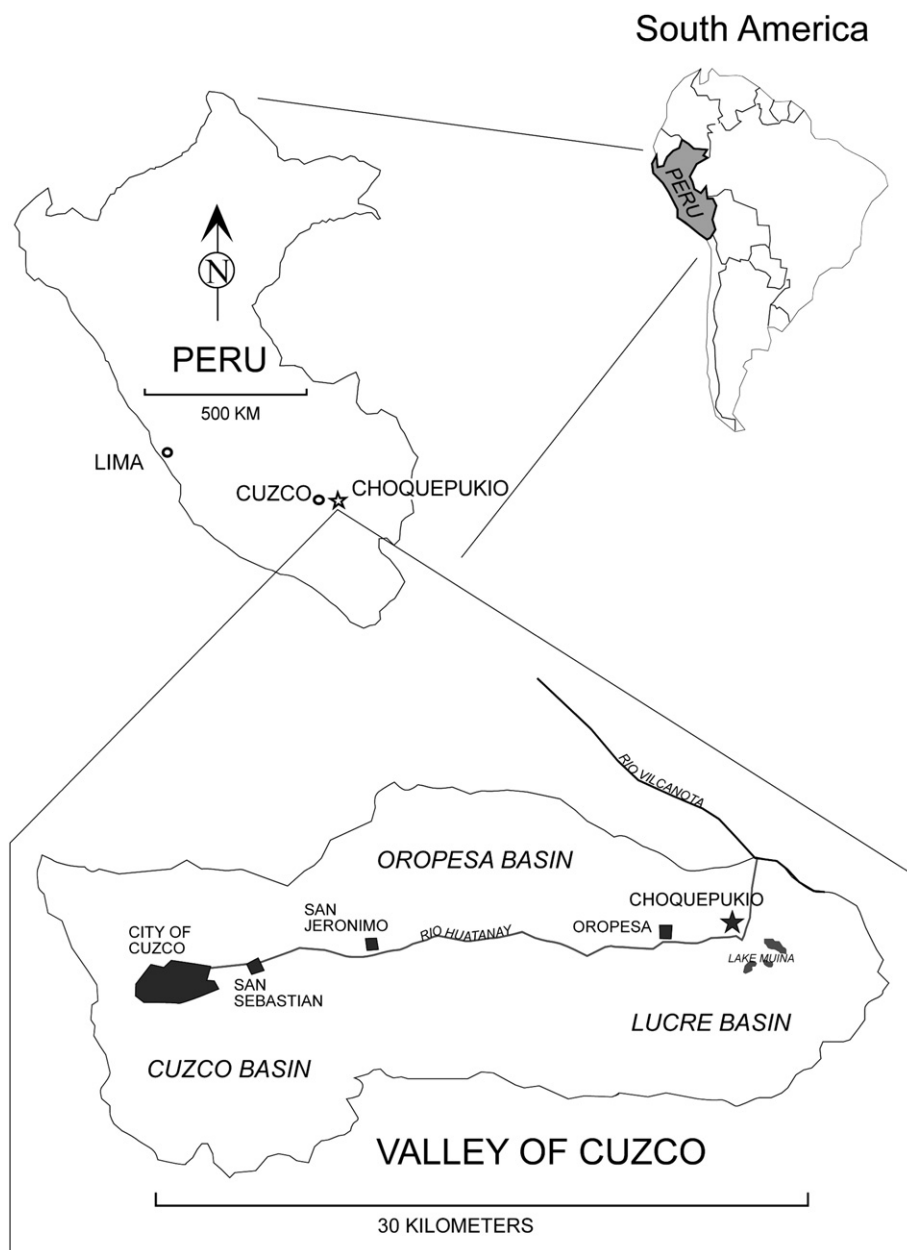 South America
PERU
N
PERU
500 KM
LIMA
CUZCO
CHOQUEPUKIO
RIO VILCANOTA
OROPESA BASIN
CHOQUEPUKIO
SAN
JERONIMO
CITY OF
CUZCO
RIO HUATANAY
OROPESA
LAKE MUINA
SAN
SEBASTIAN
LUCRE BASIN
CUZCO BASIN
VALLEY OF CUZCO
30 KILOMETERS